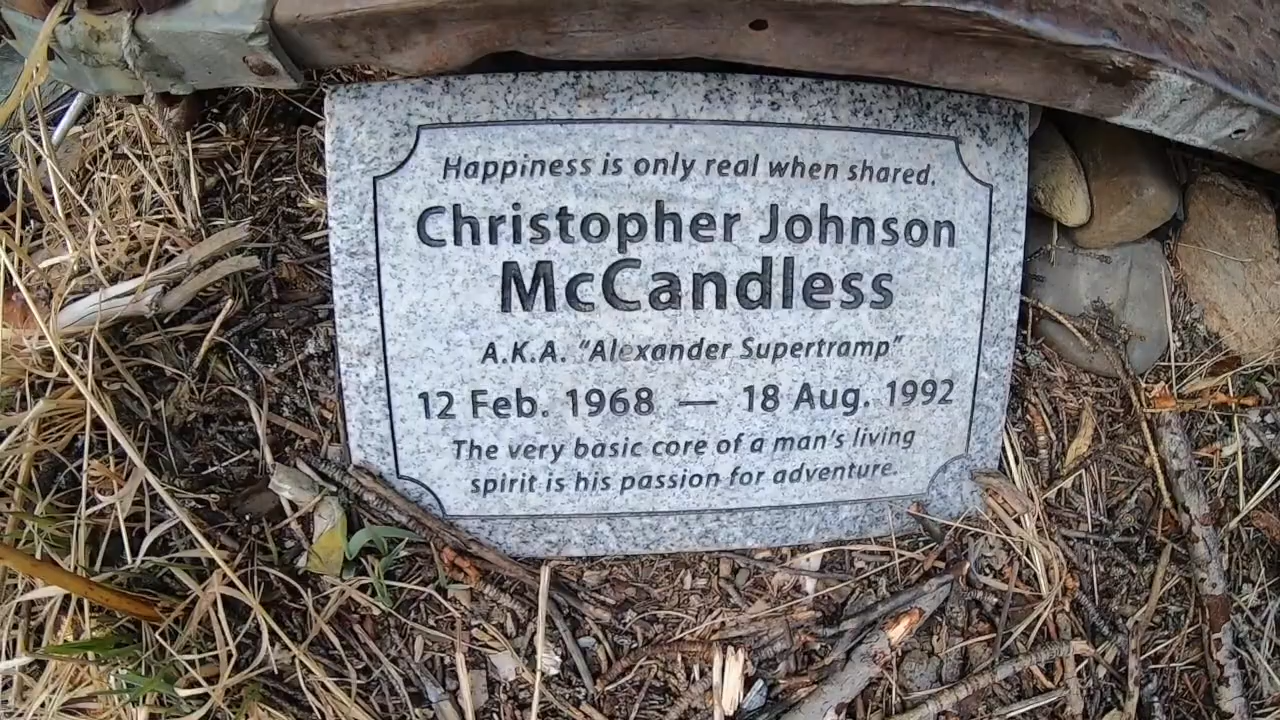 Happiness is only real when shared.
Christopher Johnson
McCandless
A.K.A. "Alexander Supertramp"
12 Feb. 1968 — 18 Aug. 1992
The very basic core of a man's living
spirit is his passion for adventure.